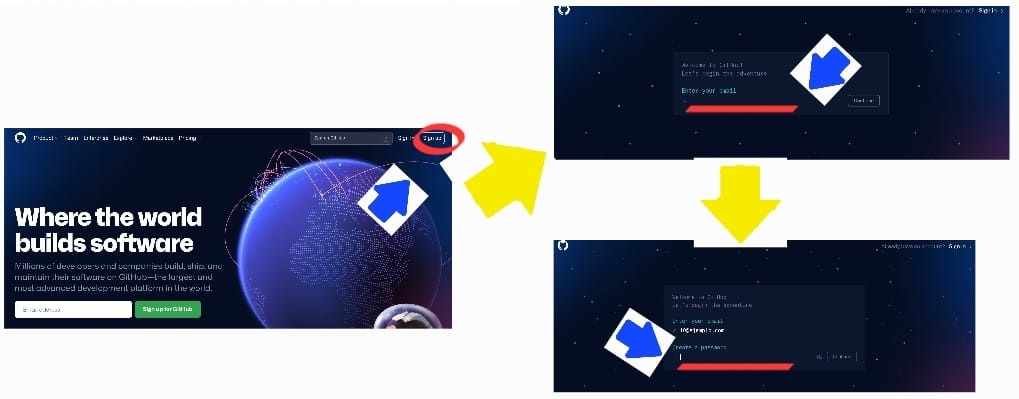 Product
Team
Enterprise
Explore
Marketplace
Pricing
Search GitHub
Sign in
Sign up
Where the world
builds software
Millions of developers and companies build, ship, and
maintain their software on GitHub—the largest and
most advanced development platform in the world.
Email address
Sign up for GitHub
Already have an account? Sign in
Welcome to GitHub!
Let's begin the adventure
Enter your email
Continue
Already have an account? Sign in
Welcome to GitHub!
Let's begin the adventure
Enter your email
Create a password
Continue